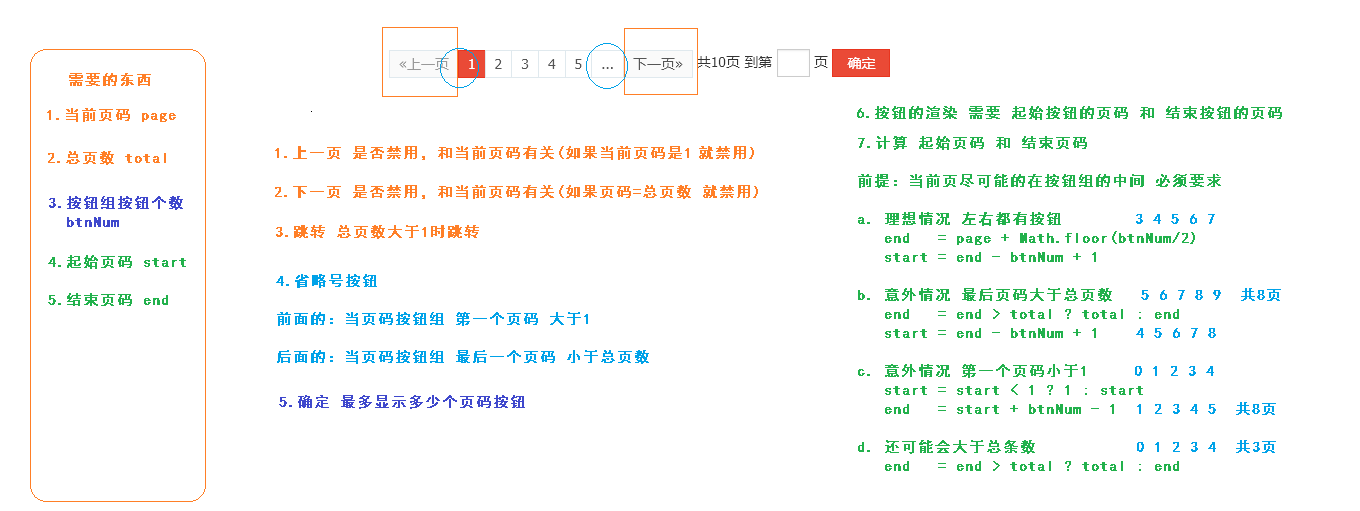 «上一页 1 2 3 4 5 ... 下一页» 共10页 到第 页 确定
需要的东西
1.当前页码 page
2.总页数 total
3.按钮组按钮个数
btnNum
4.起始页码 start
5.结束页码 end
1.上一页 是否禁用，和当前页码有关(如果当前页码是1 就禁用)
2.下一页 是否禁用，和当前页码有关(如果页码=总页数 就禁用)
3.跳转 总页数大于1时跳转
4.省略号按钮
前面的：当页码按钮组 第一个页码 大于1
后面的：当页码按钮组 最后一个页码 小于总页数
5.确定 最多显示多少个页码按钮
6.按钮的渲染 需要 起始按钮的页码 和 结束按钮的页码
7.计算 起始页码 和 结束页码
前提：当前页尽可能的在按钮组的中间 必须要求
a. 理想情况 左右都有按钮 3 4 5 6 7
end = page + Math.floor(btnNum/2)
start = end - btnNum + 1
b. 意外情况 最后页码大于总页数 5 6 7 8 9 共8页
end = end > total ? total : end
start = end - btnNum + 1 4 5 6 7 8
c. 意外情况 第一个页码小于1 0 1 2 3 4
start = start < 1 ? 1 : start
end = start + btnNum - 1 1 2 3 4 5 共8页
d. 还可能会大于总条数 0 1 2 3 4 共3页
end = end > total ? total : end